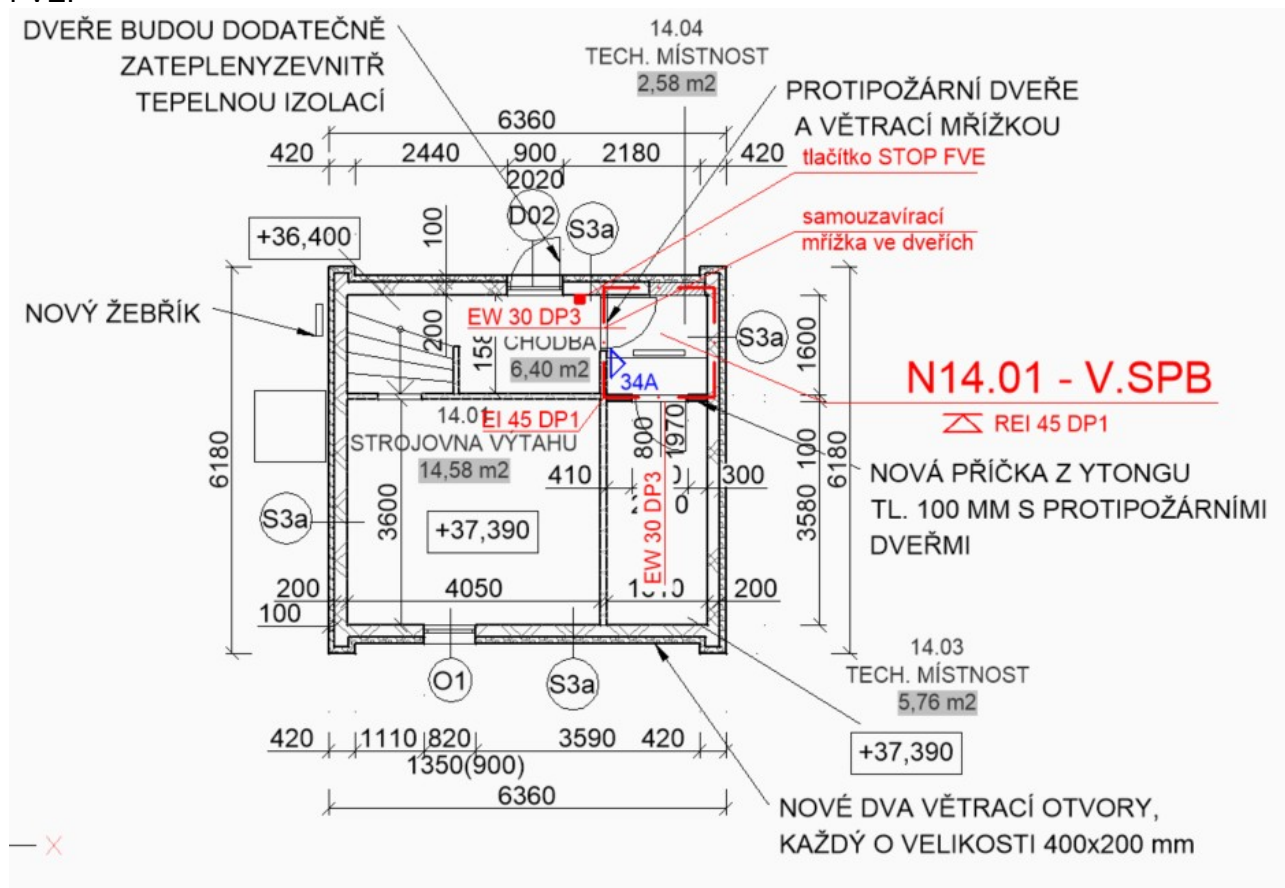 DVEŘE BUDOU DODATEČNĚ
ZATEPLENYZEVNITŘ
TEPELNOU IZOLACÍ
14.04
TECH. MÍSTNOST
2,58 m2
PROTIPOŽÁRNÍ DVEŘE
A VĚTRACÍ MŘÍŽKOU
tlačítko STOP FVE
samouzavírací
mřížka ve dveřích
6360
420 2440 900 2180 420
2020
D02
S3a
100
+36,400
NOVÝ ŽEBŘÍK
200
EW 30 DP3
CHODBA
6,40 m2
34A
S3a
1600
N14.01 - V.SPB
REI 45 DP1
14.01
EI 45 DP1
STROJOVNA VÝTAHU
14,58 m2
800
1970
410
300
100
6180
6180
3580
3600
NOVÁ PŘÍČKA Z YTONGU
TL. 100 MM S PROTIPOŽÁRNÍMI
DVEŘMI
S3a
+37,390
EW 30 DP3
200 4050 200
100
O1
S3a
14.03
TECH. MÍSTNOST
5,76 m2
+37,390
420 1110 820 3590 420
1350(900)
6360
NOVÉ DVA VĚTRACÍ OTVORY,
KAŽDÝ O VELIKOSTI 400x200 mm
X